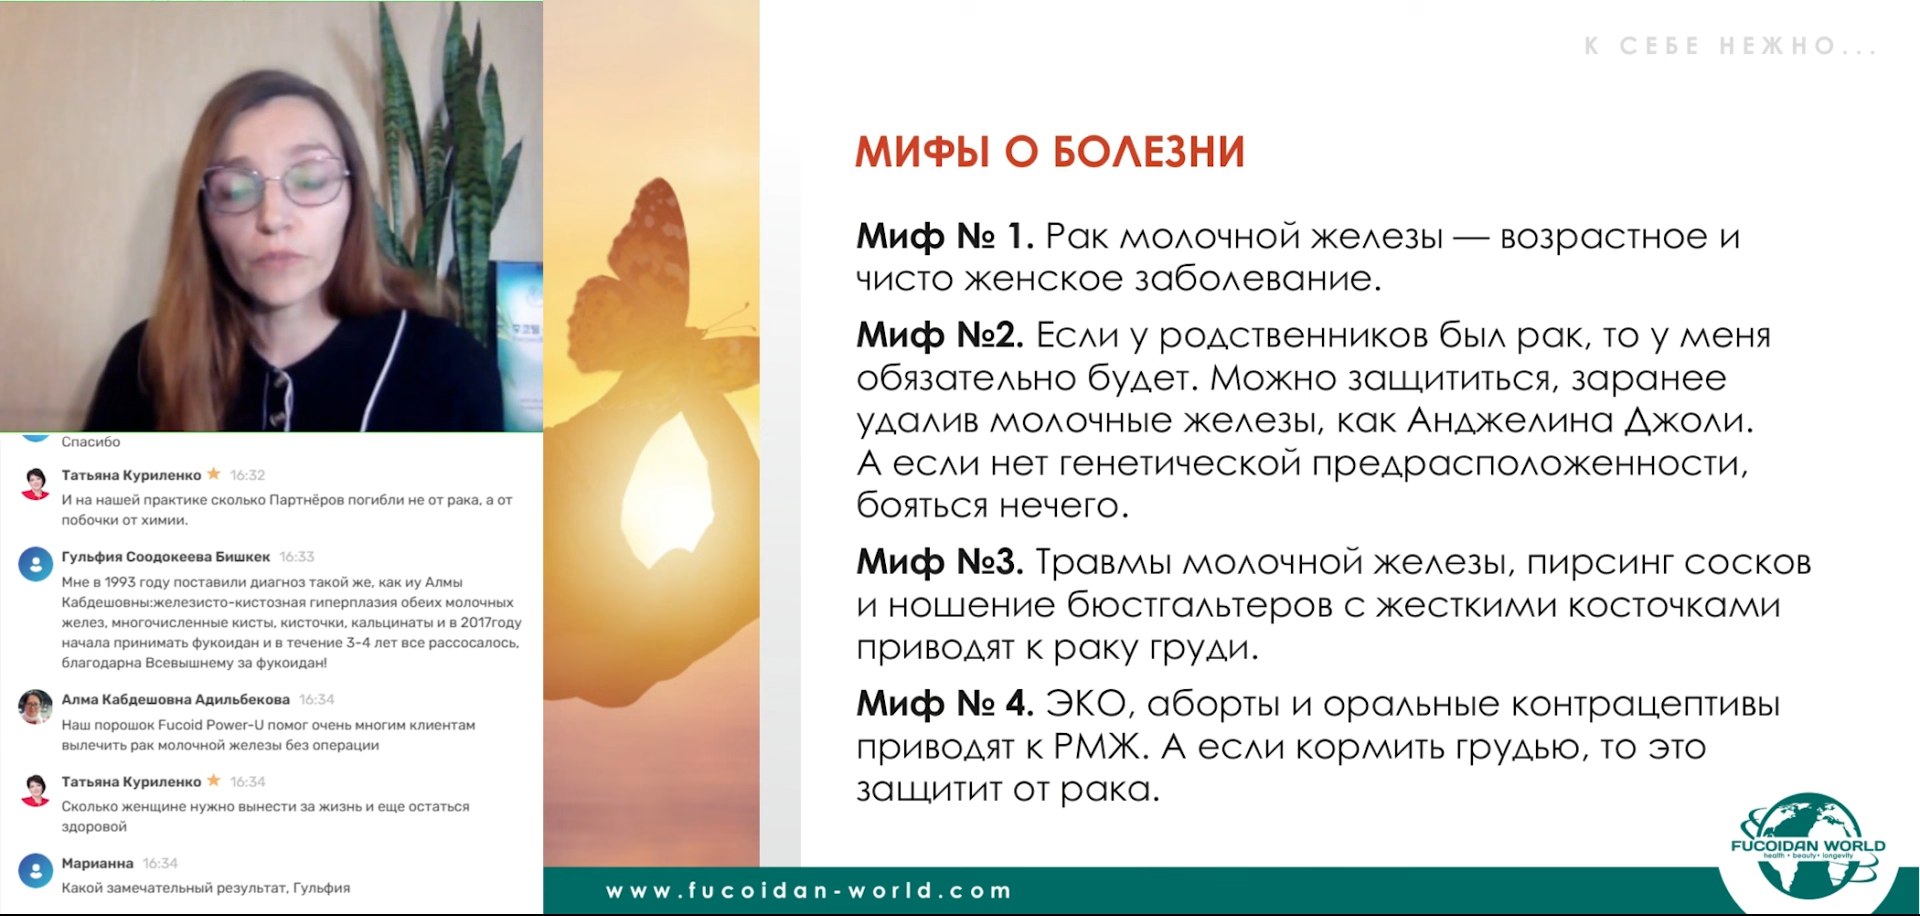 Спасибо
Татьяна Куриленко 16:32
И на нашей практике сколько Партнёров погибли не от рака, а от
побочки от химии.
Гульфия Соодокеева Бишкек 16:33
Мне в 1993 году поставили диагноз такой же, как иу Алмы
Кабдешовны:железисто-кистозная гиперплазия обеих молочных
желез, многочисленные кисты, кисточки, кальцинаты и в 2017году
начала принимать фукоидан и в течение 3-4 лет все рассосалось,
благодарна Всевышнему за фукоидан!
Алма Кабдешовна Адильбекова 16:34
Наш порошок Fucoid Power-U помог очень многим клиентам
вылечить рак молочной железы без операции
Татьяна Куриленко 16:34
Сколько женщине нужно вынести за жизнь и еще остаться
здоровой
Марианна 16:34
Какой замечательный результат, Гульфия
К СЕБЕ НЕЖНО...
МИФЫ О БОЛЕЗНИ
Миф № 1. Рак молочной железы — возрастное и
чисто женское заболевание.
Миф №2. Если у родственников был рак, то у меня
обязательно будет. Можно защититься, заранее
удалив молочные железы, как Анджелина Джоли.
А если нет генетической предрасположенности,
бояться нечего.
Миф №3. Травмы молочной железы, пирсинг сосков
и ношение бюстгальтеров с жесткими косточками
приводят к раку груди.
Миф № 4. ЭКО, аборты и оральные контрацептивы
приводят к РМЖ. А если кормить грудью, то это
защитит от рака.
FUCOIDAN WORLD
health • beauty • longevity
www.fucoidan-world.com